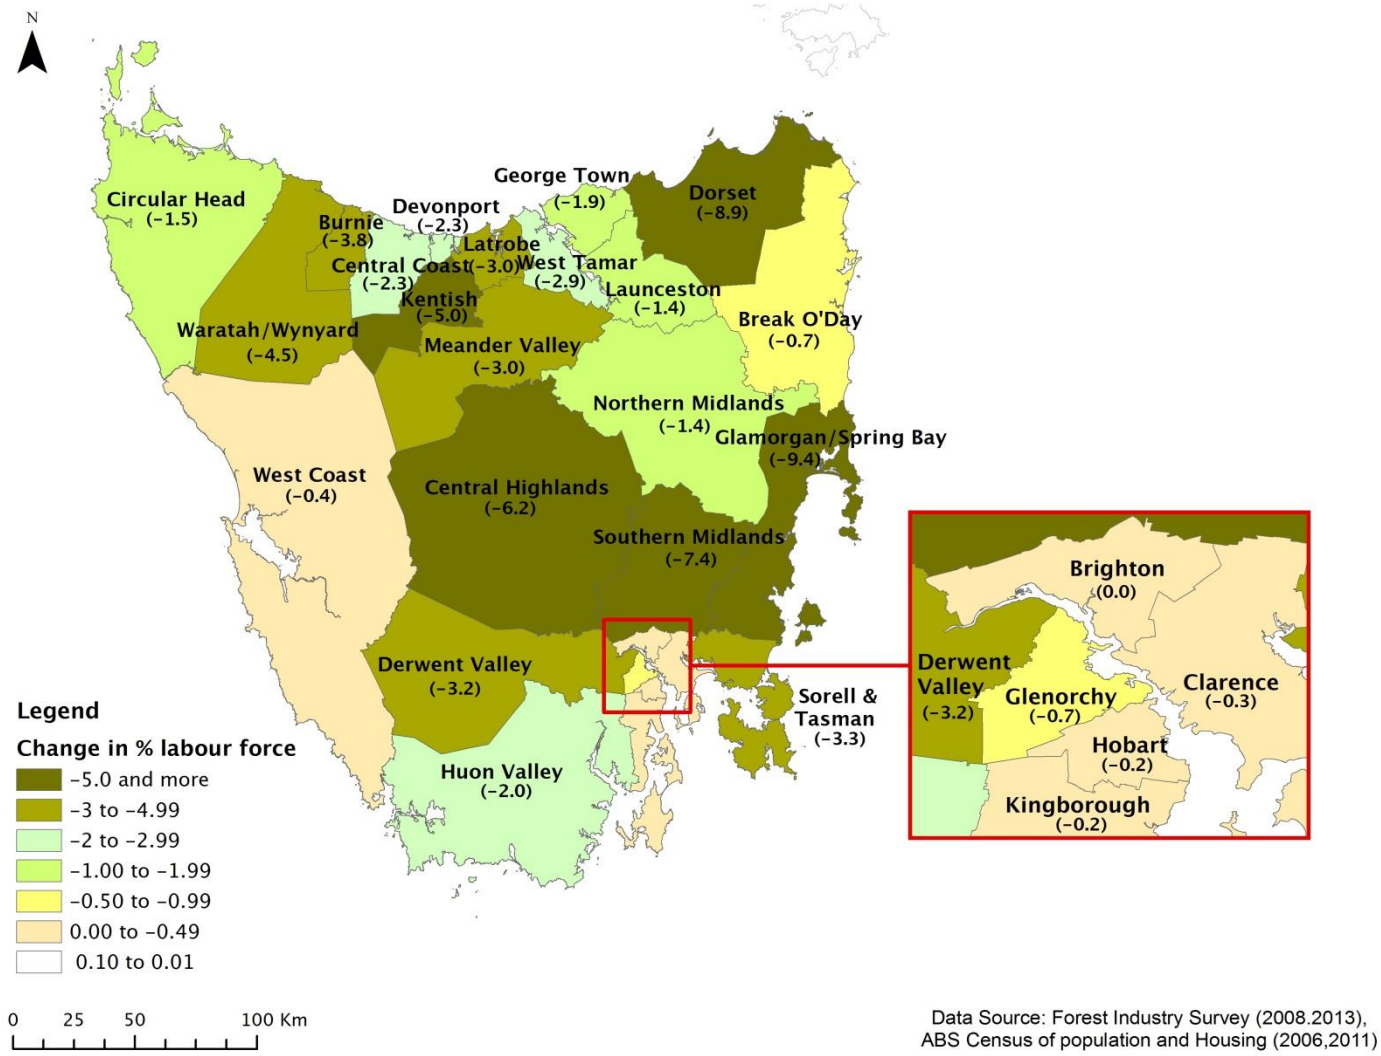 N
Circular Head
(-1.5)
George Town
(-1.9)
Dorset
(-8.9)
Devonport
(-2.3)
Burnie
(-3.8)
Latrobe
(-3.0)
Central Coast
(-2.3)
West Tamar
(-2.9)
Launceston
(-1.4)
Kentish
(-5.0)
Break O'Day
(-0.7)
Waratah/Wynyard
(-4.5)
Meander Valley
(-3.0)
Northern Midlands
(-1.4)
Glamorgan/Spring Bay
(-9.4)
West Coast
(-0.4)
Central Highlands
(-6.2)
Southern Midlands
(-7.4)
Derwent Valley
(-3.2)
Sorell &
Tasman
(-3.3)
Huon Valley
(-2.0)
Brighton
(0.0)
Derwent
Valley
(-3.2)
Glenorchy
(-0.7)
Clarence
(-0.3)
Hobart
(-0.2)
Kingborough
(-0.2)
Legend
Change in % labour force
-5.0 and more
-3 to -4.99
-2 to -2.99
-1.00 to -1.99
-0.50 to -0.99
0.00 to -0.49
0.10 to 0.01
0 25 50 100 Km
Data Source: Forest Industry Survey (2008.2013),
ABS Census of population and Housing (2006,2011)